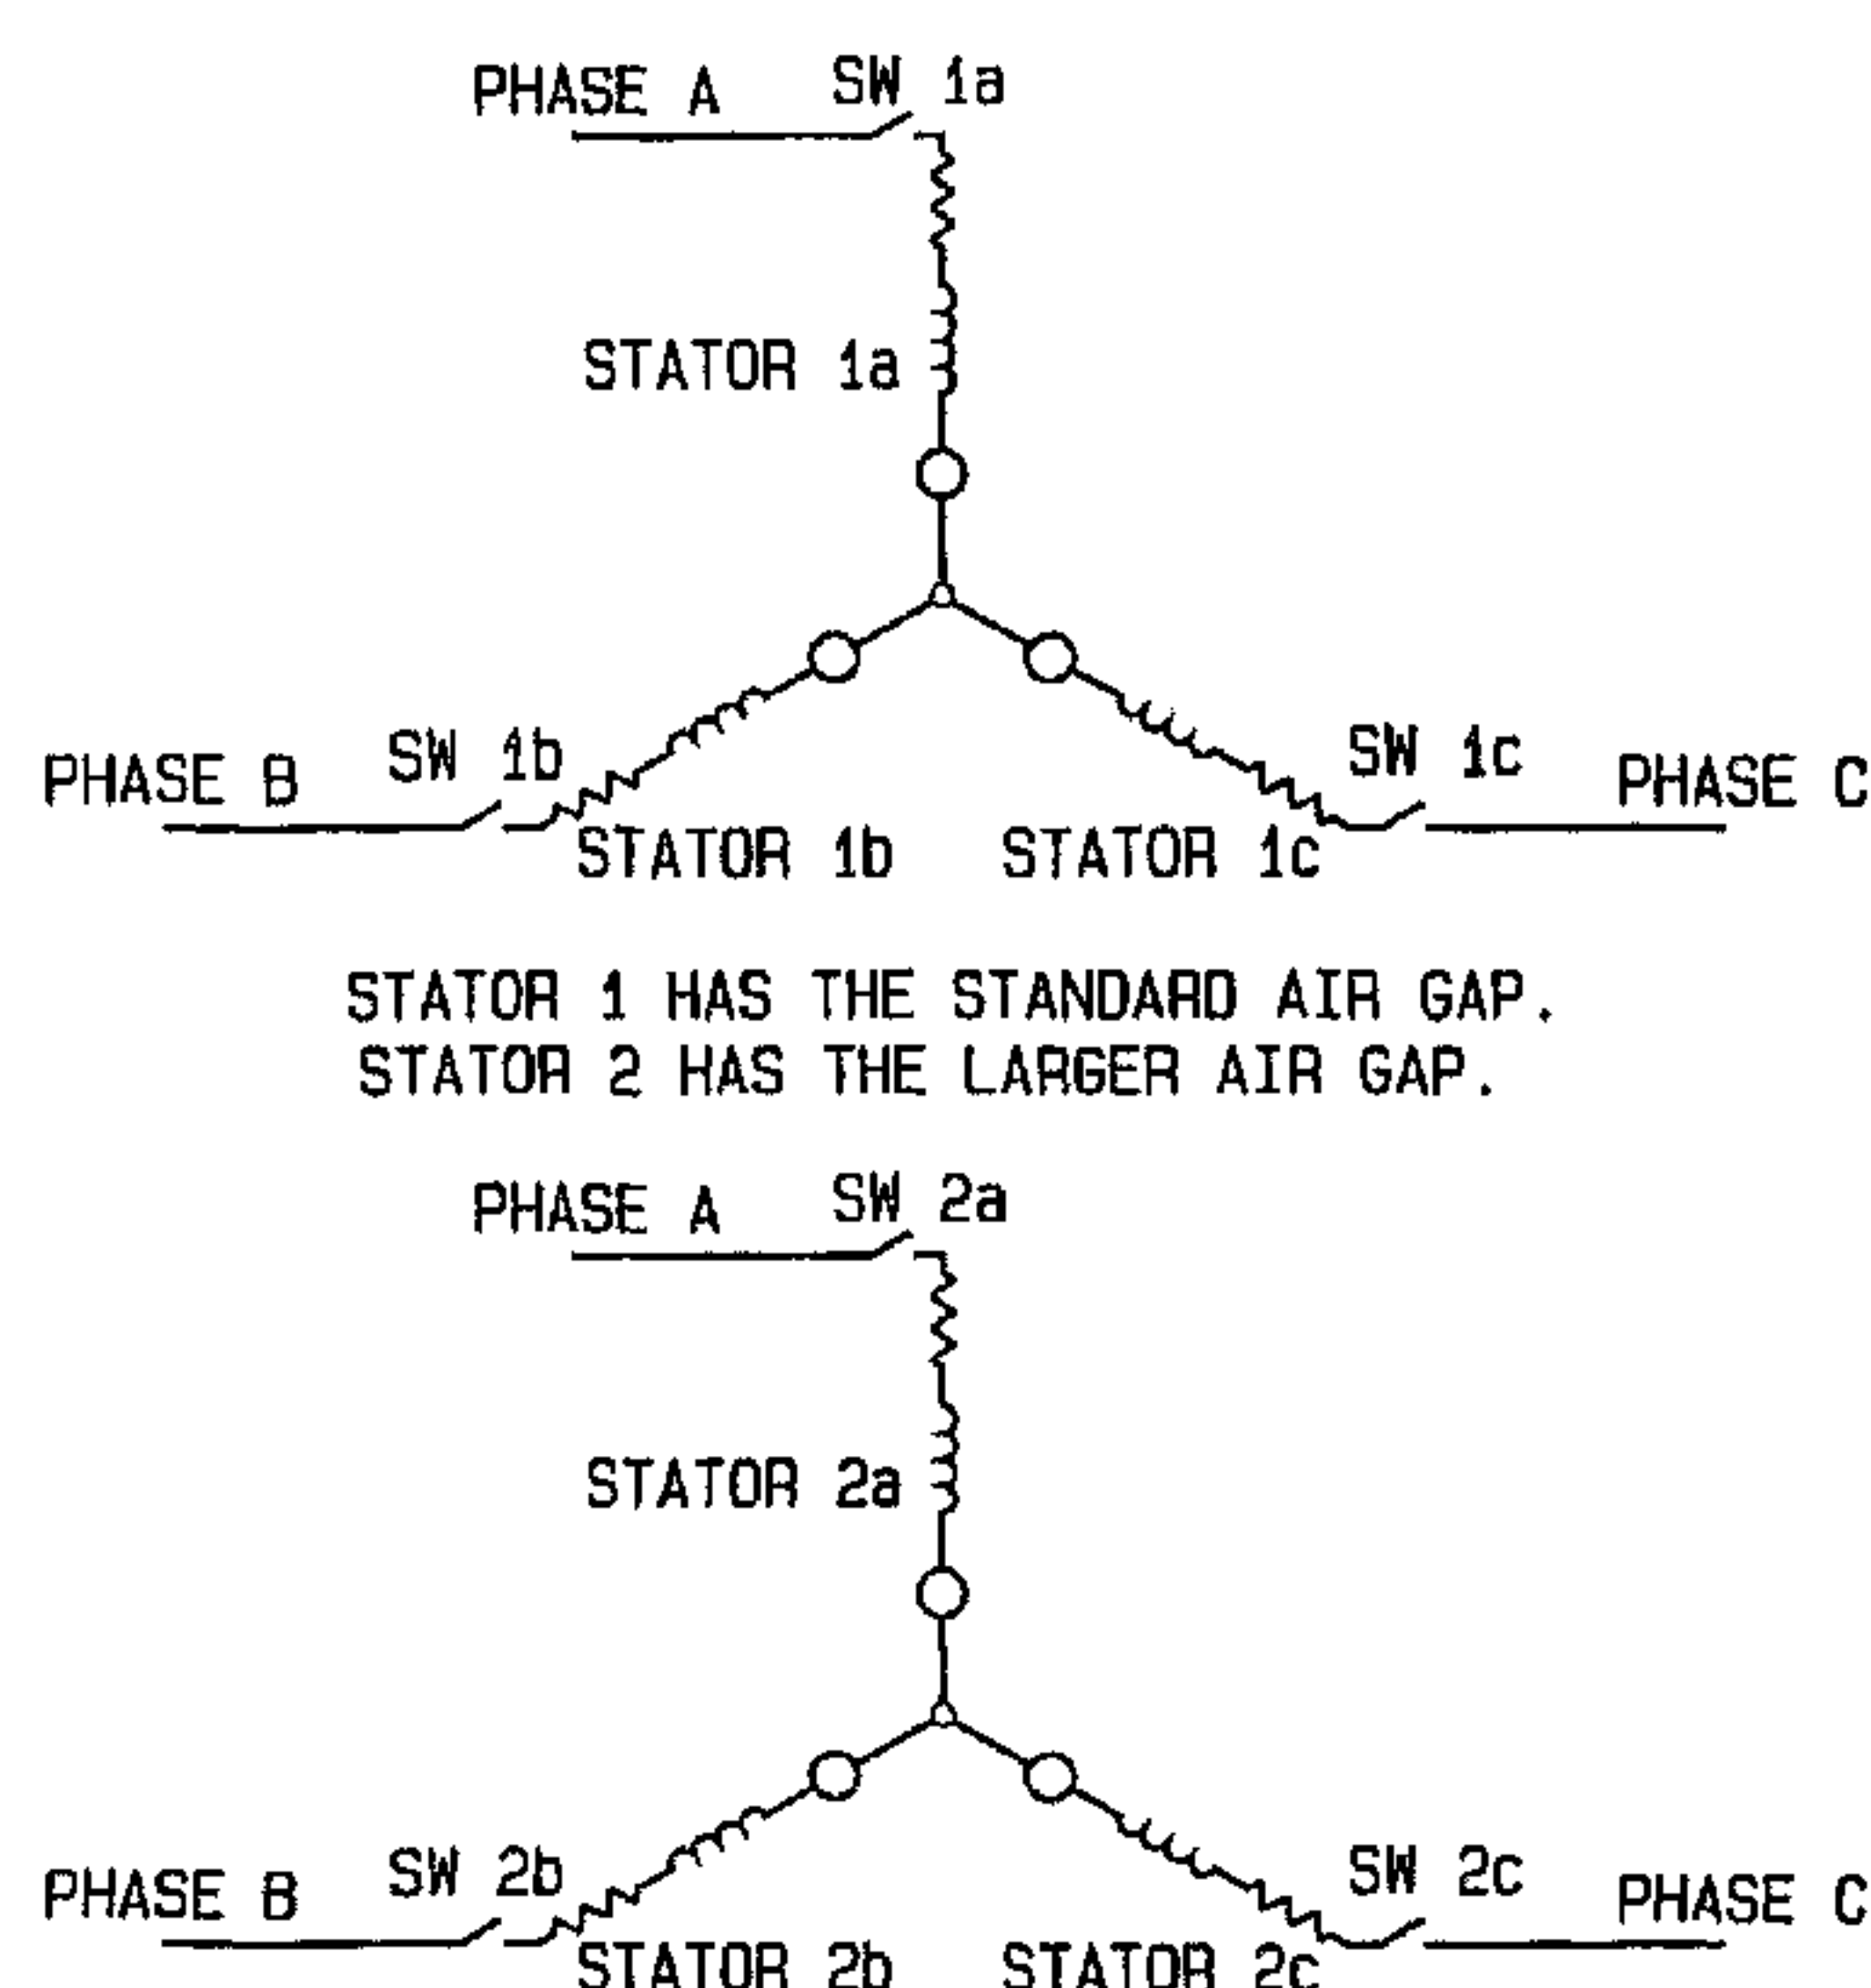 PHASE A SW 1a
STATOR 1a
PHASE B SW 1b SW 1c PHASE C
STATOR 1b STATOR 1c
STATOR 1 HAS THE STANDARD AIR GAP.
STATOR 2 HAS THE LARGER AIR GAP.
PHASE A SW 2a
STATOR 2a
PHASE B SW 2b SW 2c PHASE C
STATOR 2b STATOR 2c